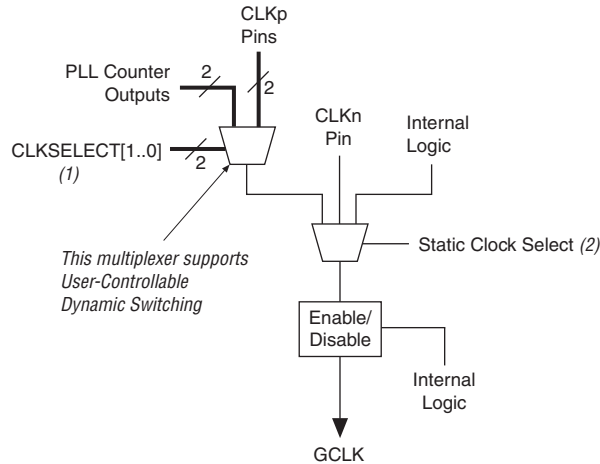 CLKp
Pins
PLL Counter
Outputs
2
2
CLKSELECT[1..0]
(1)
2
CLKn
Pin
Internal
Logic
This multiplexer supports
User-Controllable
Dynamic Switching
Static Clock Select (2)
Enable/
Disable
Internal
Logic
GCLK